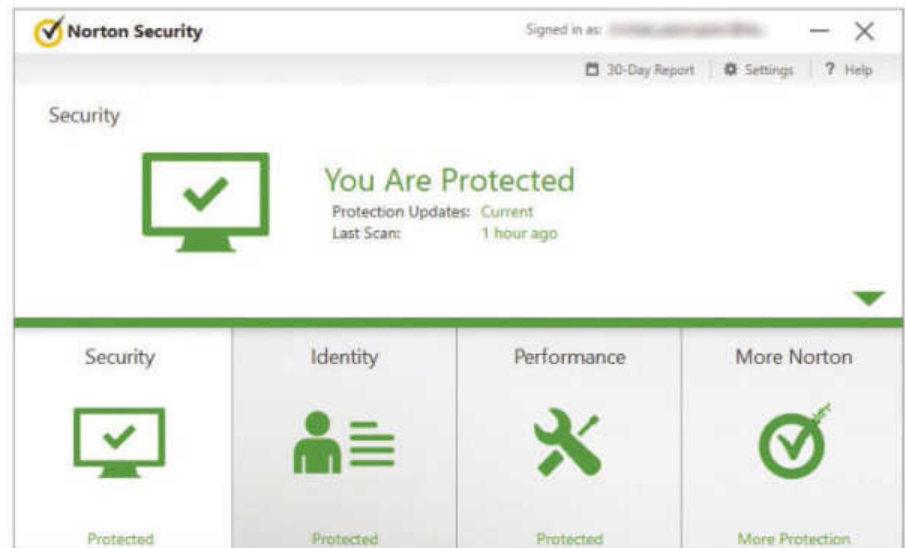 Norton Security
Signed in as:
30-Day Report Settings ? Help
Security
You Are Protected
Protection Updates: Current
Last Scan: 1 hour ago
Security Identity Performance More Norton
Protected Protected Protected More Protection